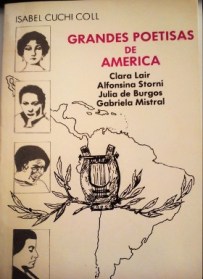 ISABEL CUCHI COLL
GRANDES POETISAS
DE
AMERICA
Clara Lair
Alfonsina Storni
Julia de Burgos
Gabriela Mistral